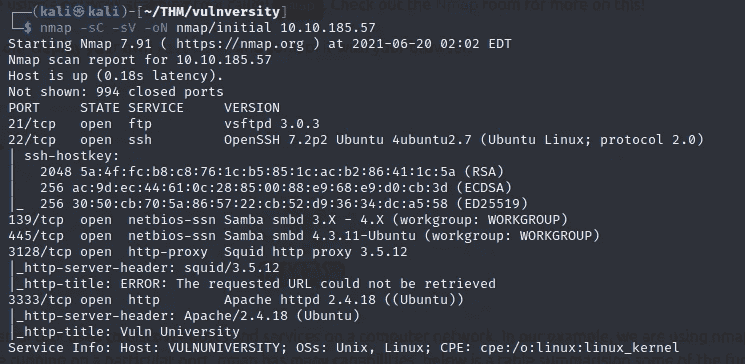 (kali㉿kali)-[~/THM/vulnversity]
$ nmap -sC -sV -oN nmap/initial 10.10.185.57
Starting Nmap 7.91 ( https://nmap.org ) at 2021-06-20 02:02 EDT
Nmap scan report for 10.10.185.57
Host is up (0.18s latency).
Not shown: 994 closed ports
PORT     STATE SERVICE     VERSION
21/tcp   open  ftp         vsftpd 3.0.3
22/tcp   open  ssh         OpenSSH 7.2p2 Ubuntu 4ubuntu2.7 (Ubuntu Linux; protocol 2.0)
| ssh-hostkey:
|   2048 5a:4f:fc:b8:c8:76:1c:b5:85:1c:ac:b2:86:41:1c:5a (RSA)
|   256 ac:9d:ec:44:61:0c:28:85:00:88:e9:68:e9:d0:cb:3d (ECDSA)
|_  256 30:50:cb:70:5a:86:57:22:cb:52:d9:36:34:dc:a5:58 (ED25519)
139/tcp  open  netbios-ssn Samba smbd 3.X - 4.X (workgroup: WORKGROUP)
445/tcp  open  netbios-ssn Samba smbd 4.3.11-Ubuntu (workgroup: WORKGROUP)
3128/tcp open  http-proxy  Squid http proxy 3.5.12
|_http-server-header: squid/3.5.12
|_http-title: ERROR: The requested URL could not be retrieved
3333/tcp open  http        Apache httpd 2.4.18 ((Ubuntu))
|_http-server-header: Apache/2.4.18 (Ubuntu)
|_http-title: Vuln University
Service Info: Host: VULNUNIVERSITY; OSs: Unix, Linux; CPE: cpe:/o:linux:linux_kernel